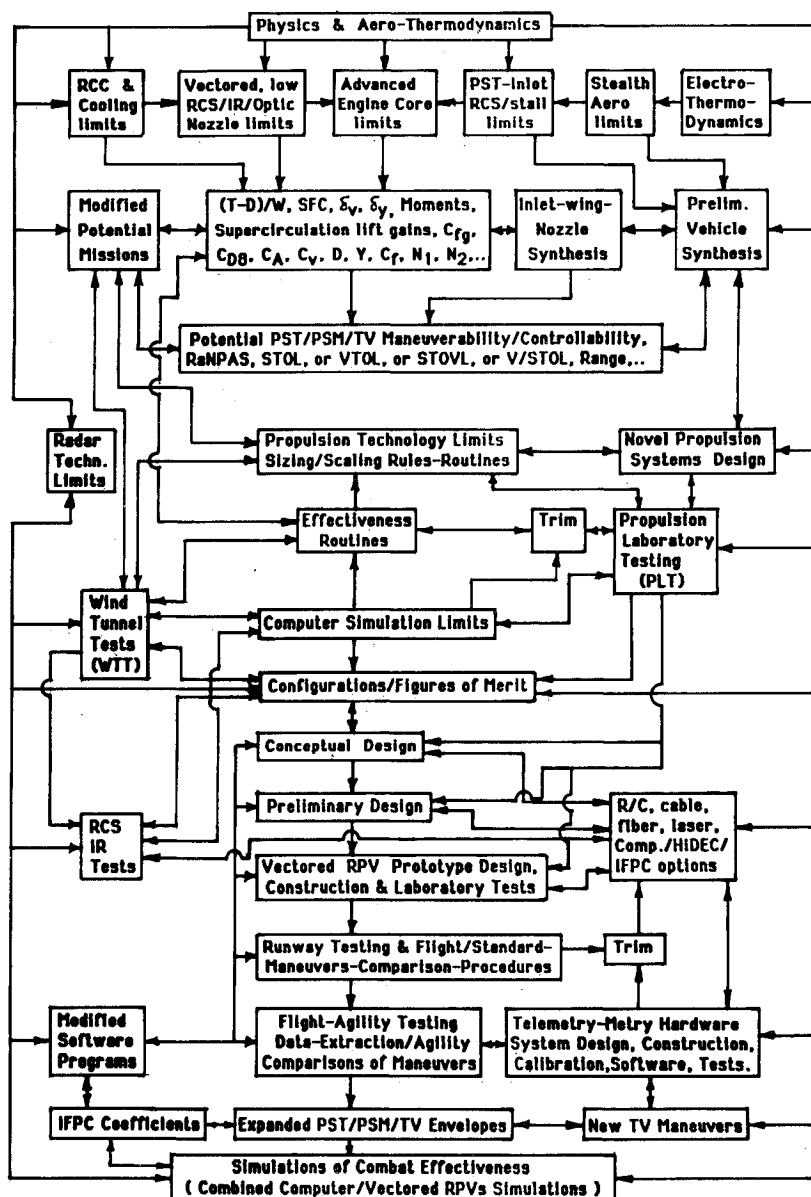 Physics & Aero-Thermodynamics
RCC &
Cooling
limits
Vectored, low
RCS/IR/Optic
Nozzle limits
Advanced
Engine Core
limits
PST-Inlet
RCS/stall
limits
Stealth
Aero
limits
Electro-
Thermo-
Dynamics
Modified
Potential
Missions
(T-D)/W, SFC, δv, δy, Moments,
Supercirculation lift gains, Cfg,
CD8, CA, Cv, D, Y, Cf, N1, N2,..
Inlet-wing-
Nozzle
Synthesis
Prelim.
Vehicle
Synthesis
Potential PST/PSM/TV Maneuverability/Controllability,
RaNPAS, STOL, or VTOL, or STOVL, or V/STOL, Range,..
Radar
Techn.
Limits
Propulsion Technology Limits
Sizing/Scaling Rules-Routines
Novel Propulsion
Systems Design
Effectiveness
Routines
Trim
Propulsion
Laboratory
Testing
(PLT)
Wind
Tunnel
Tests
(WTT)
Computer Simulation Limits
Configurations/Figures of Merit
Conceptual Design
Preliminary Design
RCS
IR
Tests
R/C, cable,
fiber, laser,
Comp./HIDEC/
IFPC options
Vectored RPV Prototype Design,
Construction & Laboratory Tests
Runway Testing & Flight/Standard-
Maneuvers-Comparison-Procedures
Trim
Modified
Software
Programs
Flight-Agility Testing
Data-Extraction/Agility
Comparisons of Maneuvers
Telemetry-Metry Hardware
System Design, Construction,
Calibration,Software, Tests.
IFPC Coefficients
Expanded PST/PSM/TV Envelopes
New TV Maneuvers
Simulations of Combat Effectiveness
( Combined Computer/Vectored RPVs Simulations )